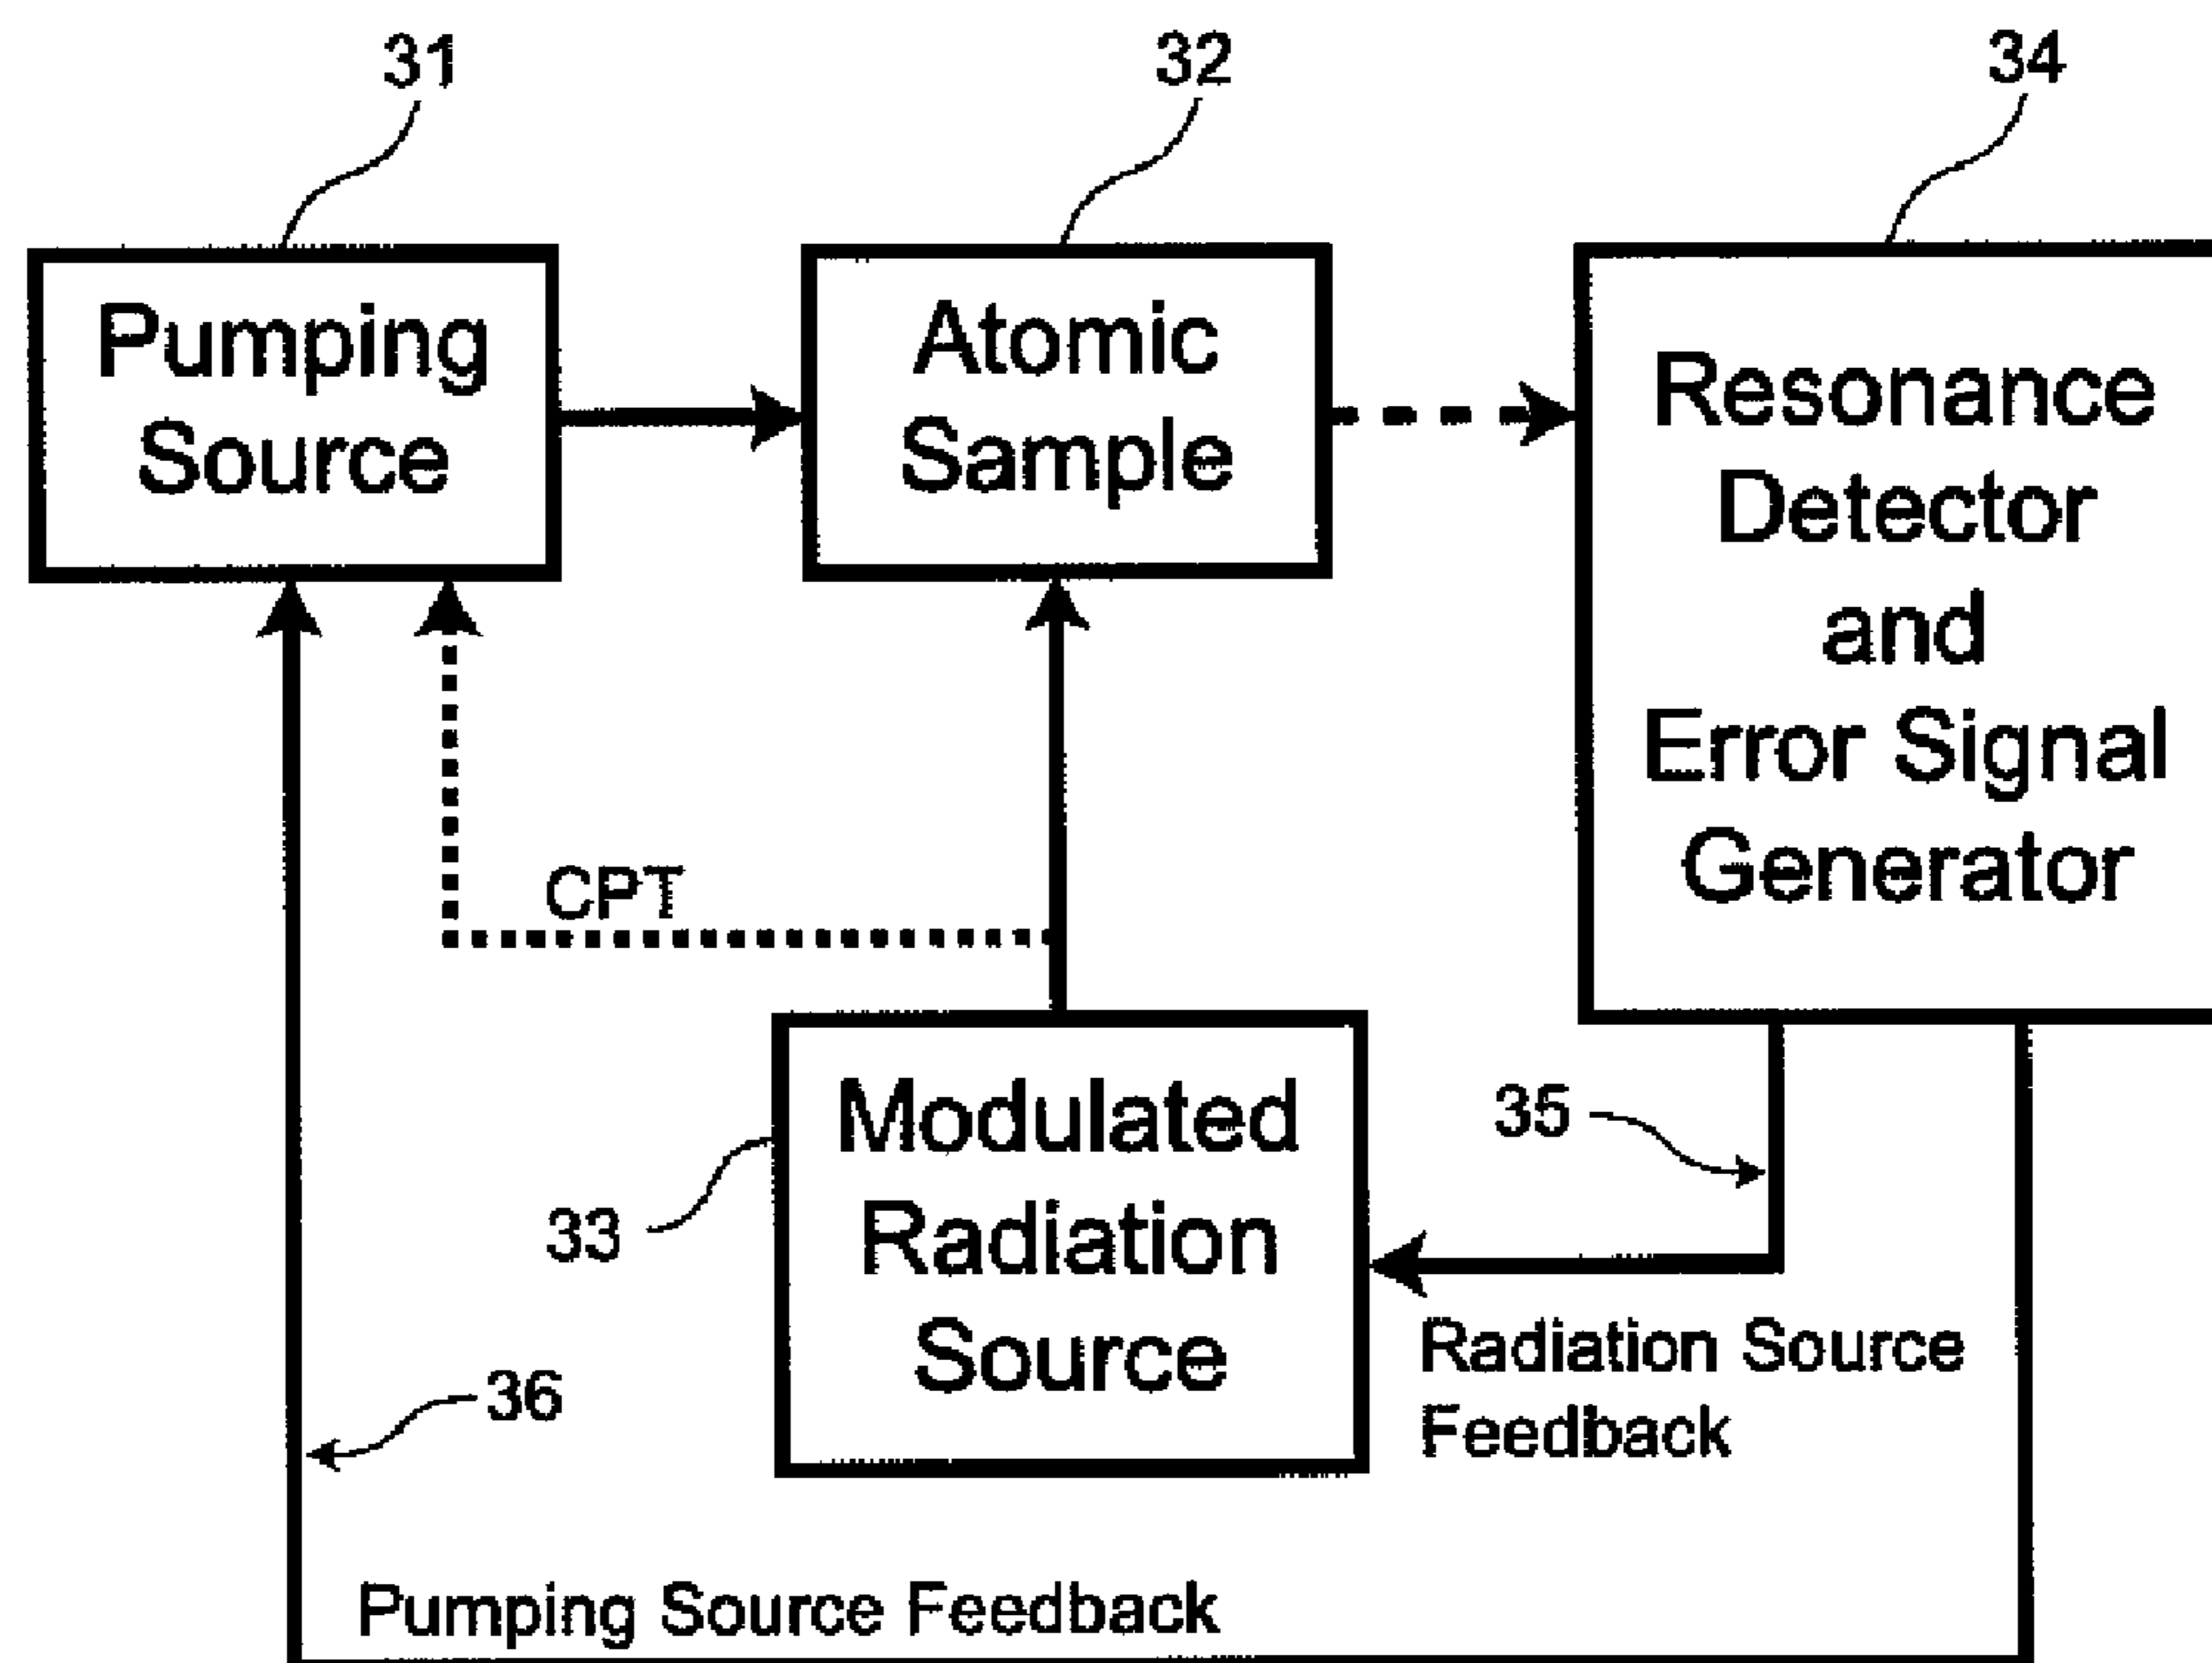 31
32
34
Pumping
Source
Atomic
Sample
Resonance
Detector
and
Error Signal
Generator
CPT
Modulated
Radiation
Source
33
35
Radiation Source
Feedback
36
Pumping Source Feedback